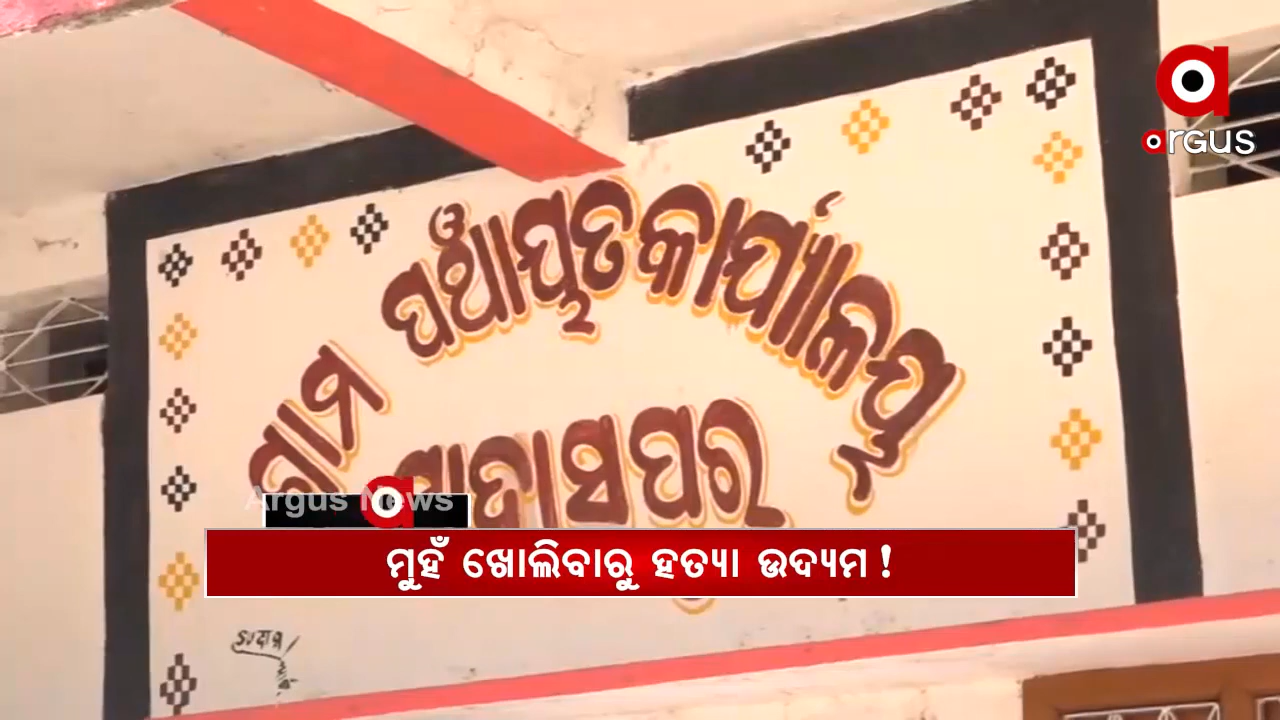 argus
ଗ୍ରାମ ପଞ୍ଚାୟତ କାର୍ଯ୍ୟାଳୟ
Argus News
ମୁହଁ ଖୋଲିବାରୁ ହତ୍ୟା ଉଦ୍ୟମ !